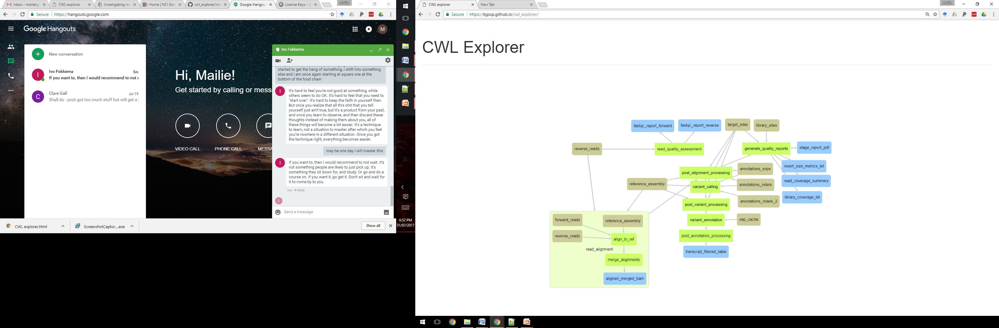 Inbox - mailielga
CWL explorer
Investigating rep
Home | NCI Gen
cwl_explorer/rea
Google Hangout
License Keys - D
Mailie
Secure
https://hangouts.google.com
Google Hangouts
M
New conversation
I
Ivo Fokkema
5m
If you want to, then I would recommend to not w
C
Clare Gall
Jul 19
Shall do - prob got too much stuff but will get a l
Hi, Mailie!
Get started by calling or mess
VIDEO CALL
PHONE CALL
MESSA
Ivo Fokkema
started to get the hang of something, i shift into something
else and i am once again starting at square one at the
bottom of the food chain
I
It's hard to feel you're not good at something, while
others seem to do OK. It's hard to feel that you need to
"start over". It's hard to keep the faith in yourself then.
But once you realize that all this shit that you tell
yourself just ain't true, but it's a product from your past,
and once you learn to observe, and then discard these
thoughts instead of making them about you, all of
these things will become a lot easier. It's a technique
to learn, not a situation to master after which you feel
you're nowhere in a different situation. Once you got
the technique right, everything becomes easier.
may be one day i will master this
I
If you want to, then I would recommend to not wait. It's
not something people are likely to just pick up. It's
something they sit down for, and study. Or go and do a
course on. If you want it, go get it. Don't sit and wait for
it to come by to you.
Ivo • 4 mins
I
Send a message
CWL explorer.html
ScreenshotCaptor....exe
Show all
6:52 PM
31/07/2017
CWL explorer
New Tab
Mailie
Secure
https://bjpop.github.io/cwl_explorer/
CWL Explorer
fastqc_report_forward
fastqc_report_reverse
target_sites
library_sites
reverse_reads
read_quality_assessment
generate_quality_reports
stage_report_pdf
insert_size_metrics_txt
annotations_snps
post_alignment_processing
read_coverage_summary
reference_assembly
variant_calling
annotations_indels
library_coverage_txt
annotations_indels_2
post_variant_processing
forward_reads
reference_assembly
variant_annotation
vep_cache
reverse_reads
align_to_ref
post_annotation_processing
read_alignment
transcript_filtered_table
merge_alignments
aligned_merged_bam